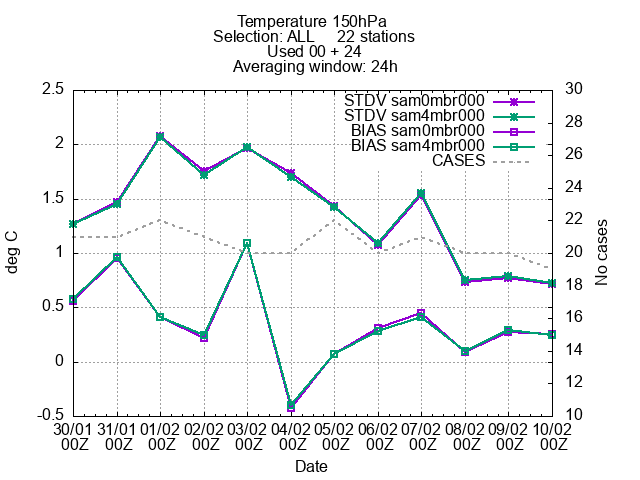 Temperature 150hPa
Selection: ALL     22 stations
Used 00 + 24
Averaging window: 24h
STDV sam0mbr000
STDV sam4mbr000
BIAS sam0mbr000
BIAS sam4mbr000
CASES
2.5
2
1.5
1
0.5
0
-0.5
deg C
30
28
26
24
22
20
18
16
14
12
10
No cases
30/01 31/01 01/02 02/02 03/02 04/02 05/02 06/02 07/02 08/02 09/02 10/02
00Z 00Z 00Z 00Z 00Z 00Z 00Z 00Z 00Z 00Z 00Z 00Z
Date